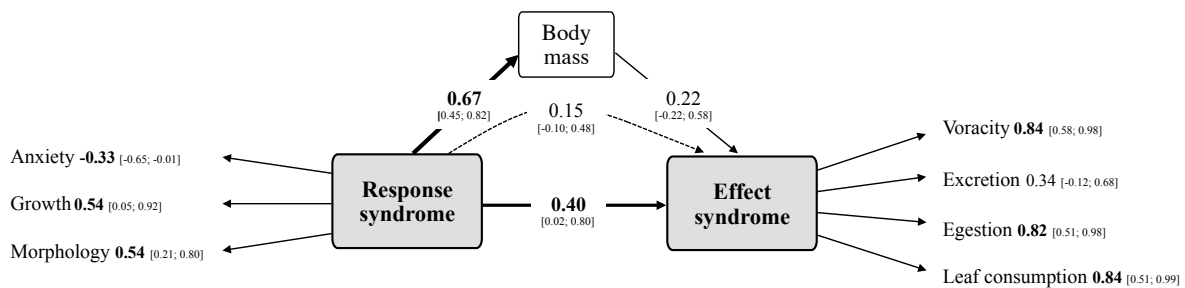 Body
mass
0.67
[0.45; 0.82]
0.15
[-0.10; 0.48]
0.22
[-0.22; 0.58]
Anxiety -0.33 [-0.65; -0.01]
Growth 0.54 [0.05; 0.92]
Morphology 0.54 [0.21; 0.80]
Response
syndrome
0.40
[0.02; 0.80]
Effect
syndrome
Voracity 0.84 [0.58; 0.98]
Excretion 0.34 [-0.12; 0.68]
Egestion 0.82 [0.51; 0.98]
Leaf consumption 0.84 [0.51; 0.99]